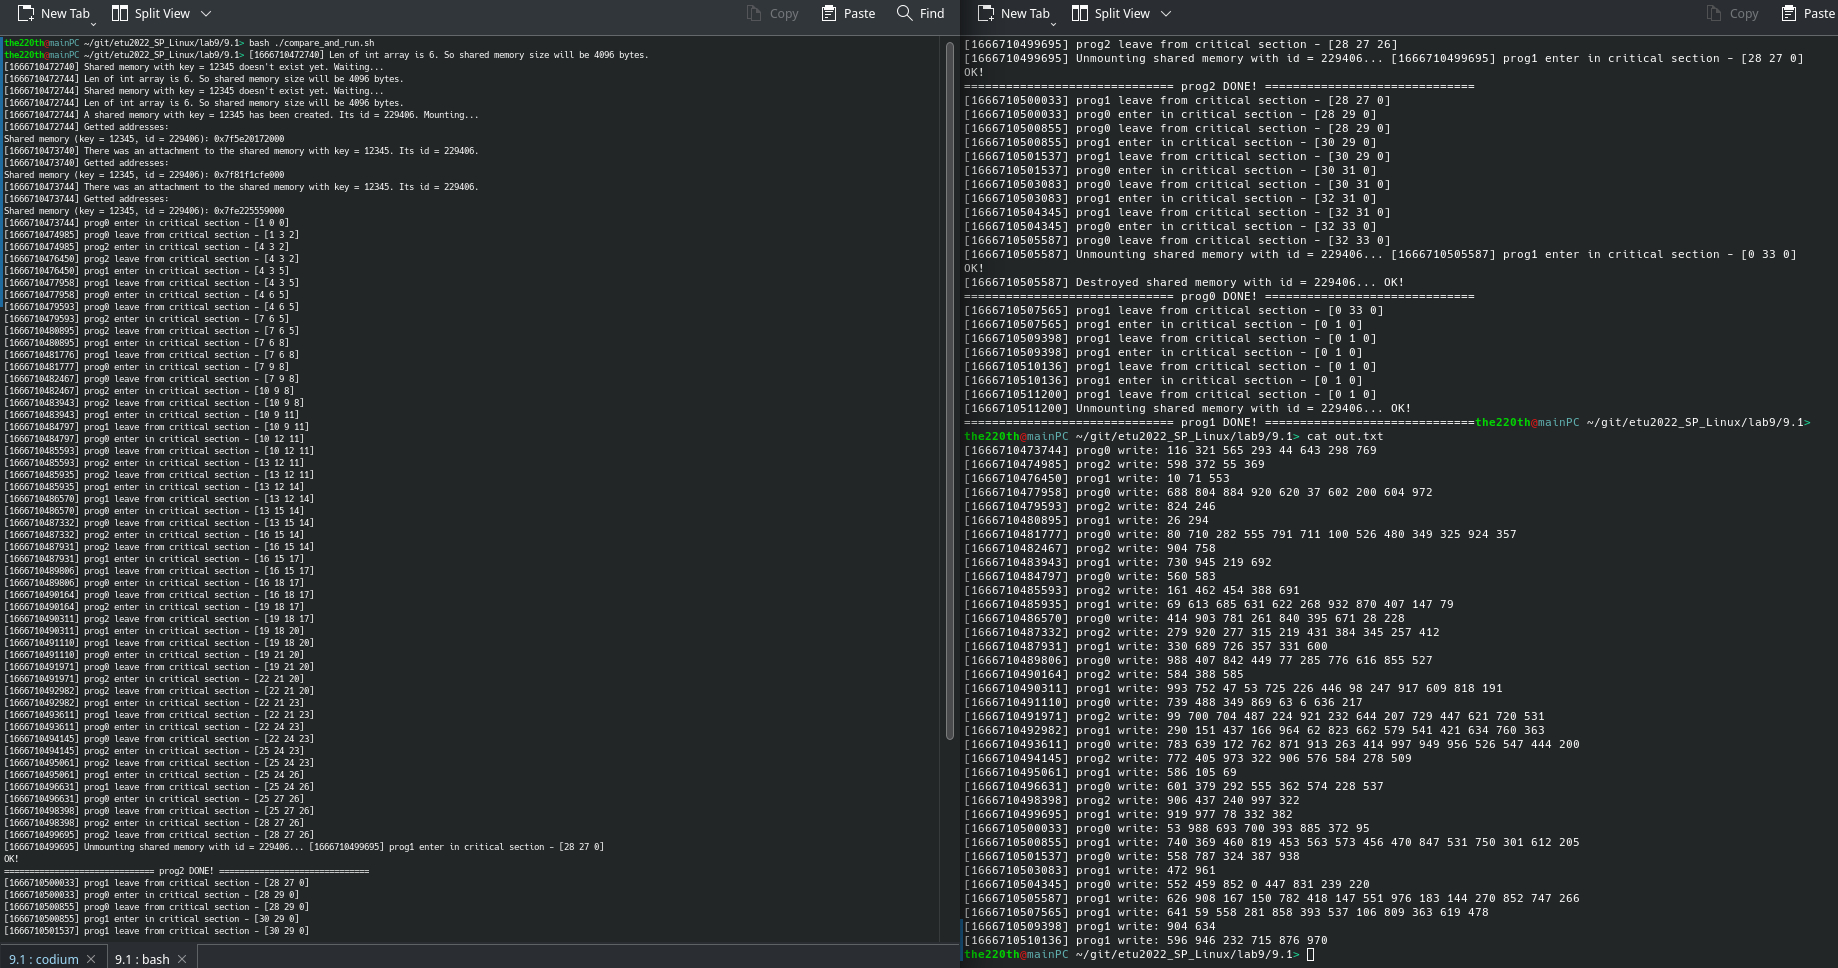 New Tab Split View Copy Paste Find
the220th@mainPC ~/git/etu2022_SP_Linux/lab9/9.1> bash ./compare_and_run.sh
the220th@mainPC ~/git/etu2022_SP_Linux/lab9/9.1> [1666710472740] Len of int array is 6. So shared memory size will be 4096 bytes.
[1666710472740] Shared memory with key = 12345 doesn't exist yet. Waiting...
[1666710472744] Len of int array is 6. So shared memory size will be 4096 bytes.
[1666710472744] Shared memory with key = 12345 doesn't exist yet. Waiting...
[1666710472744] Len of int array is 6. So shared memory size will be 4096 bytes.
[1666710472744] A shared memory with key = 12345 has been created. Its id = 229406. Mounting...
[1666710472744] Getted addresses:
Shared memory (key = 12345, id = 229406): 0x7f5e20172000
[1666710473740] There was an attachment to the shared memory with key = 12345. Its id = 229406.
[1666710473740] Getted addresses:
Shared memory (key = 12345, id = 229406): 0x7f81f1cfe000
[1666710473744] There was an attachment to the shared memory with key = 12345. Its id = 229406.
[1666710473744] Getted addresses:
Shared memory (key = 12345, id = 229406): 0x7fe225559000
[1666710473744] prog0 enter in critical section - [1 0 0]
[1666710474985] prog0 leave from critical section - [1 3 2]
[1666710474985] prog2 enter in critical section - [4 3 2]
[1666710476450] prog2 leave from critical section - [4 3 2]
[1666710476450] prog1 enter in critical section - [4 3 5]
[1666710477958] prog1 leave from critical section - [4 3 5]
[1666710477958] prog0 enter in critical section - [4 6 5]
[1666710479593] prog0 leave from critical section - [4 6 5]
[1666710479593] prog2 enter in critical section - [7 6 5]
[1666710480895] prog2 leave from critical section - [7 6 5]
[1666710480895] prog1 enter in critical section - [7 6 8]
[1666710481776] prog1 leave from critical section - [7 6 8]
[1666710481777] prog0 enter in critical section - [7 9 8]
[1666710482467] prog0 leave from critical section - [7 9 8]
[1666710482467] prog2 enter in critical section - [10 9 8]
[1666710483943] prog2 leave from critical section - [10 9 8]
[1666710483943] prog1 enter in critical section - [10 9 11]
[1666710484797] prog1 leave from critical section - [10 9 11]
[1666710484797] prog0 enter in critical section - [10 12 11]
[1666710485593] prog0 leave from critical section - [10 12 11]
[1666710485593] prog2 enter in critical section - [13 12 11]
[1666710485935] prog2 leave from critical section - [13 12 11]
[1666710485935] prog1 enter in critical section - [13 12 14]
[1666710486570] prog1 leave from critical section - [13 12 14]
[1666710486570] prog0 enter in critical section - [13 15 14]
[1666710487332] prog0 leave from critical section - [13 15 14]
[1666710487332] prog2 enter in critical section - [16 15 14]
[1666710487931] prog2 leave from critical section - [16 15 14]
[1666710487931] prog1 enter in critical section - [16 15 17]
[1666710489806] prog1 leave from critical section - [16 15 17]
[1666710489806] prog0 enter in critical section - [16 18 17]
[1666710490164] prog0 leave from critical section - [16 18 17]
[1666710490164] prog2 enter in critical section - [19 18 17]
[1666710490311] prog2 leave from critical section - [19 18 17]
[1666710490311] prog1 enter in critical section - [19 18 20]
[1666710491110] prog1 leave from critical section - [19 18 20]
[1666710491110] prog0 enter in critical section - [19 21 20]
[1666710491971] prog0 leave from critical section - [19 21 20]
[1666710491971] prog2 enter in critical section - [22 21 20]
[1666710492982] prog2 leave from critical section - [22 21 20]
[1666710492982] prog1 enter in critical section - [22 21 23]
[1666710493611] prog1 leave from critical section - [22 21 23]
[1666710493611] prog0 enter in critical section - [22 24 23]
[1666710494145] prog0 leave from critical section - [22 24 23]
[1666710494145] prog2 enter in critical section - [25 24 23]
[1666710495061] prog2 leave from critical section - [25 24 23]
[1666710495061] prog1 enter in critical section - [25 24 26]
[1666710496631] prog1 leave from critical section - [25 24 26]
[1666710496631] prog0 enter in critical section - [25 27 26]
[1666710498398] prog0 leave from critical section - [25 27 26]
[1666710498398] prog2 enter in critical section - [28 27 26]
[1666710499695] prog2 leave from critical section - [28 27 26]
[1666710499695] Unmounting shared memory with id = 229406... [1666710499695] prog1 enter in critical section - [28 27 0]
OK!
============================== prog2 DONE! ==============================
[1666710500033] prog1 leave from critical section - [28 27 0]
[1666710500033] prog0 enter in critical section - [28 29 0]
[1666710500855] prog0 leave from critical section - [28 29 0]
[1666710500855] prog1 enter in critical section - [30 29 0]
[1666710501537] prog1 leave from critical section - [30 29 0]
9.1 : codium 9.1 : bash
New Tab Split View Copy Paste
[1666710499695] prog2 leave from critical section - [28 27 26]
[1666710499695] Unmounting shared memory with id = 229406... [1666710499695] prog1 enter in critical section - [28 27 0]
OK!
============================== prog2 DONE! ==============================
[1666710500033] prog1 leave from critical section - [28 27 0]
[1666710500033] prog0 enter in critical section - [28 29 0]
[1666710500855] prog0 leave from critical section - [28 29 0]
[1666710500855] prog1 enter in critical section - [30 29 0]
[1666710501537] prog1 leave from critical section - [30 29 0]
[1666710501537] prog0 enter in critical section - [30 31 0]
[1666710503083] prog0 leave from critical section - [30 31 0]
[1666710503083] prog1 enter in critical section - [32 31 0]
[1666710504345] prog1 leave from critical section - [32 31 0]
[1666710504345] prog0 enter in critical section - [32 33 0]
[1666710505587] prog0 leave from critical section - [32 33 0]
[1666710505587] Unmounting shared memory with id = 229406... [1666710505587] prog1 enter in critical section - [0 33 0]
OK!
[1666710505587] Destroyed shared memory with id = 229406... OK!
============================== prog0 DONE! ==============================
[1666710507565] prog1 leave from critical section - [0 33 0]
[1666710507565] prog1 enter in critical section - [0 1 0]
[1666710509398] prog1 leave from critical section - [0 1 0]
[1666710509398] prog1 enter in critical section - [0 1 0]
[1666710510136] prog1 leave from critical section - [0 1 0]
[1666710510136] prog1 enter in critical section - [0 1 0]
[1666710511200] prog1 leave from critical section - [0 1 0]
[1666710511200] Unmounting shared memory with id = 229406... OK!
============================== prog1 DONE! ==============================the220th@mainPC ~/git/etu2022_SP_Linux/lab9/9.1>
the220th@mainPC ~/git/etu2022_SP_Linux/lab9/9.1> cat out.txt
[1666710473744] prog0 write: 116 321 565 293 44 643 298 769
[1666710474985] prog2 write: 598 372 55 369
[1666710476450] prog1 write: 10 71 553
[1666710477958] prog0 write: 688 804 884 920 620 37 602 200 604 972
[1666710479593] prog2 write: 824 246
[1666710480895] prog1 write: 26 294
[1666710481777] prog0 write: 80 710 282 555 791 711 100 526 480 349 325 924 357
[1666710482467] prog2 write: 904 758
[1666710483943] prog1 write: 730 945 219 692
[1666710484797] prog0 write: 560 583
[1666710485593] prog2 write: 161 462 454 388 691
[1666710485935] prog1 write: 69 613 685 631 622 268 932 870 407 147 79
[1666710486570] prog0 write: 414 903 781 261 840 395 671 28 228
[1666710487332] prog2 write: 279 920 277 315 219 431 384 345 257 412
[1666710487931] prog1 write: 330 689 726 357 331 600
[1666710489806] prog0 write: 988 407 842 449 77 285 776 616 855 527
[1666710490164] prog2 write: 584 388 585
[1666710490311] prog1 write: 993 752 47 53 725 226 446 98 247 917 609 818 191
[1666710491110] prog0 write: 739 488 349 869 63 6 636 217
[1666710491971] prog2 write: 99 700 704 487 224 921 232 644 207 729 447 621 720 531
[1666710492982] prog1 write: 290 151 437 166 964 62 823 662 579 541 421 634 760 363
[1666710493611] prog0 write: 783 639 172 762 871 913 263 414 997 949 956 526 547 444 200
[1666710494145] prog2 write: 772 405 973 322 906 576 584 278 509
[1666710495061] prog1 write: 586 105 69
[1666710496631] prog0 write: 601 379 292 555 362 574 228 537
[1666710498398] prog2 write: 906 437 240 997 322
[1666710499695] prog1 write: 919 977 78 332 382
[1666710500033] prog0 write: 53 988 693 700 393 885 372 95
[1666710500855] prog1 write: 740 369 460 819 453 563 573 456 470 847 531 750 301 612 205
[1666710501537] prog0 write: 558 787 324 387 938
[1666710503083] prog1 write: 472 961
[1666710504345] prog0 write: 552 459 852 0 447 831 239 220
[1666710505587] prog1 write: 626 908 167 150 782 418 147 551 976 183 144 270 852 747 266
[1666710507565] prog1 write: 641 59 558 281 858 393 537 106 809 363 619 478
[1666710509398] prog1 write: 904 634
[1666710510136] prog1 write: 596 946 232 715 876 970
the220th@mainPC ~/git/etu2022_SP_Linux/lab9/9.1>